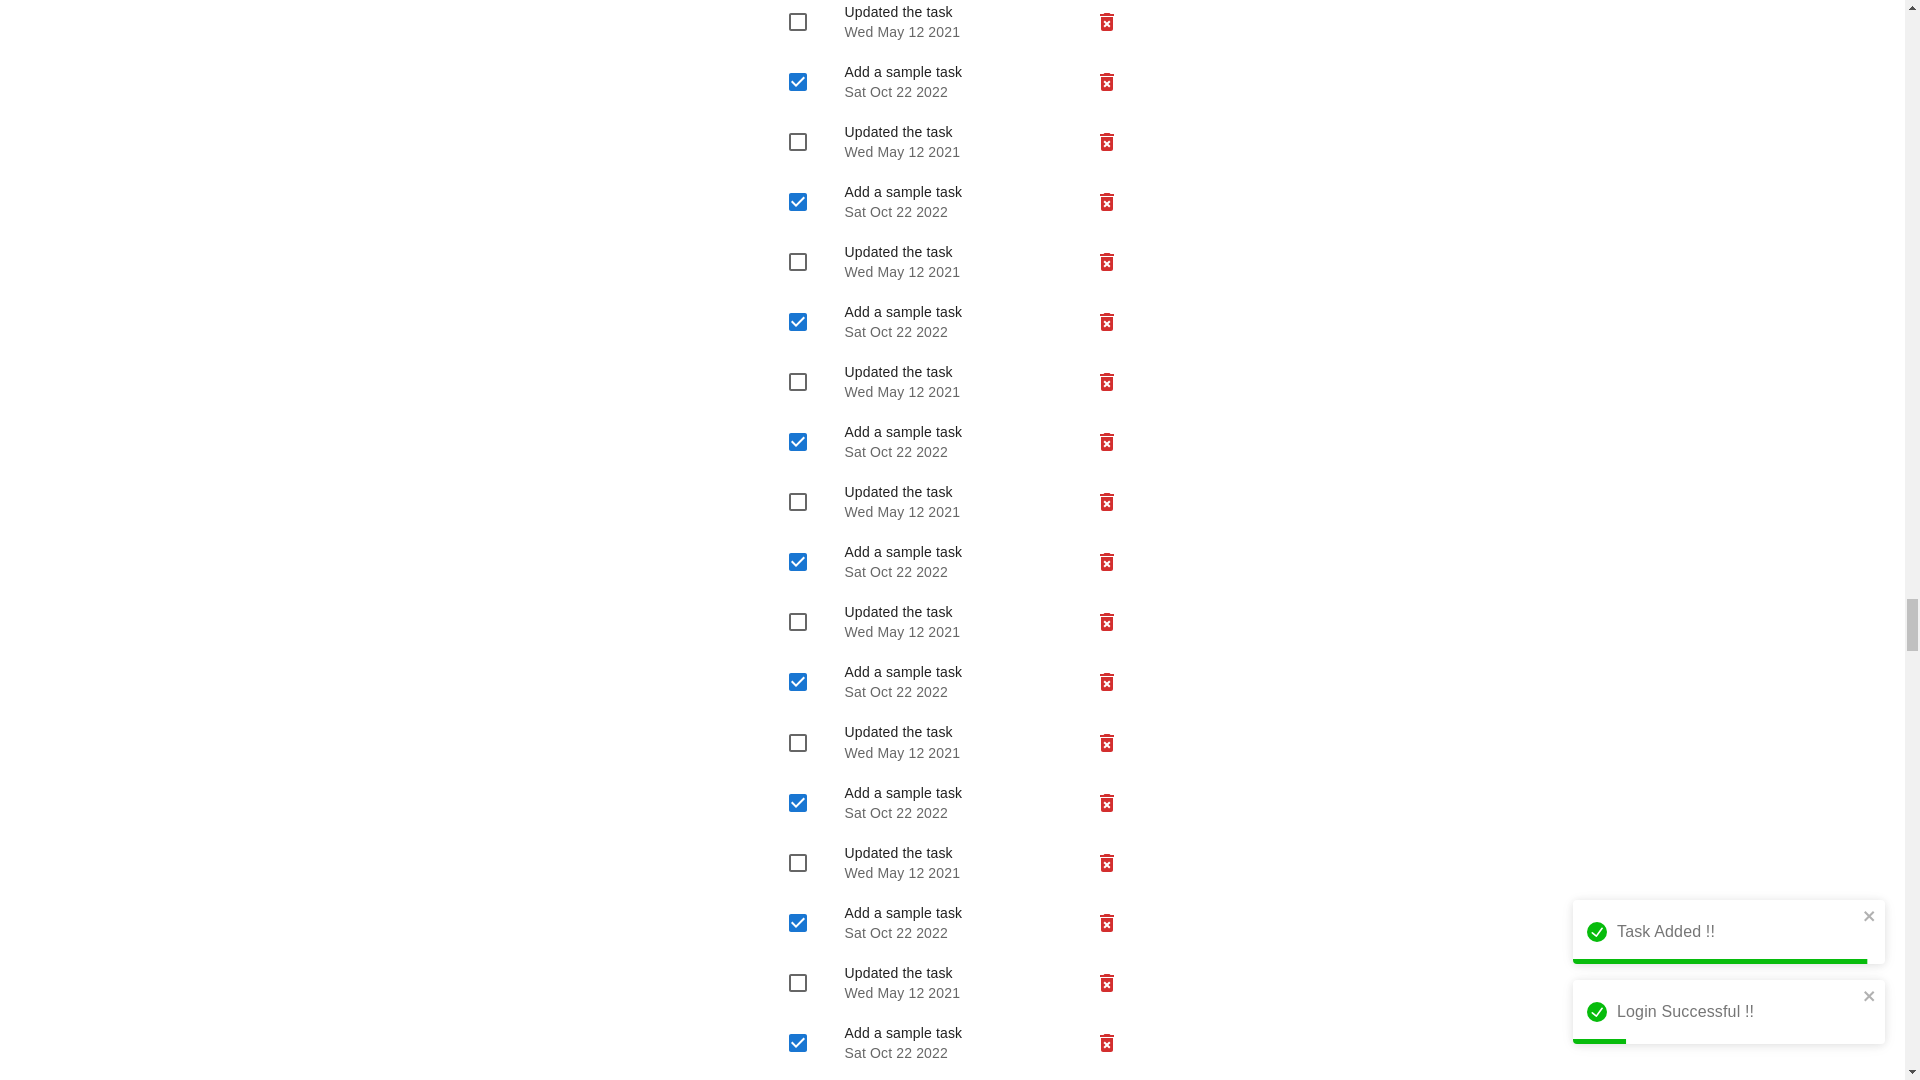 Updated the task
Wed May 12 2021
Add a sample task
Sat Oct 22 2022
Updated the task
Wed May 12 2021
Add a sample task
Sat Oct 22 2022
Updated the task
Wed May 12 2021
Add a sample task
Sat Oct 22 2022
Updated the task
Wed May 12 2021
Add a sample task
Sat Oct 22 2022
Updated the task
Wed May 12 2021
Add a sample task
Sat Oct 22 2022
Updated the task
Wed May 12 2021
Add a sample task
Sat Oct 22 2022
Updated the task
Wed May 12 2021
Add a sample task
Sat Oct 22 2022
Updated the task
Wed May 12 2021
Add a sample task
Sat Oct 22 2022
Updated the task
Wed May 12 2021
Add a sample task
Sat Oct 22 2022
Task Added !!
Login Successful !!